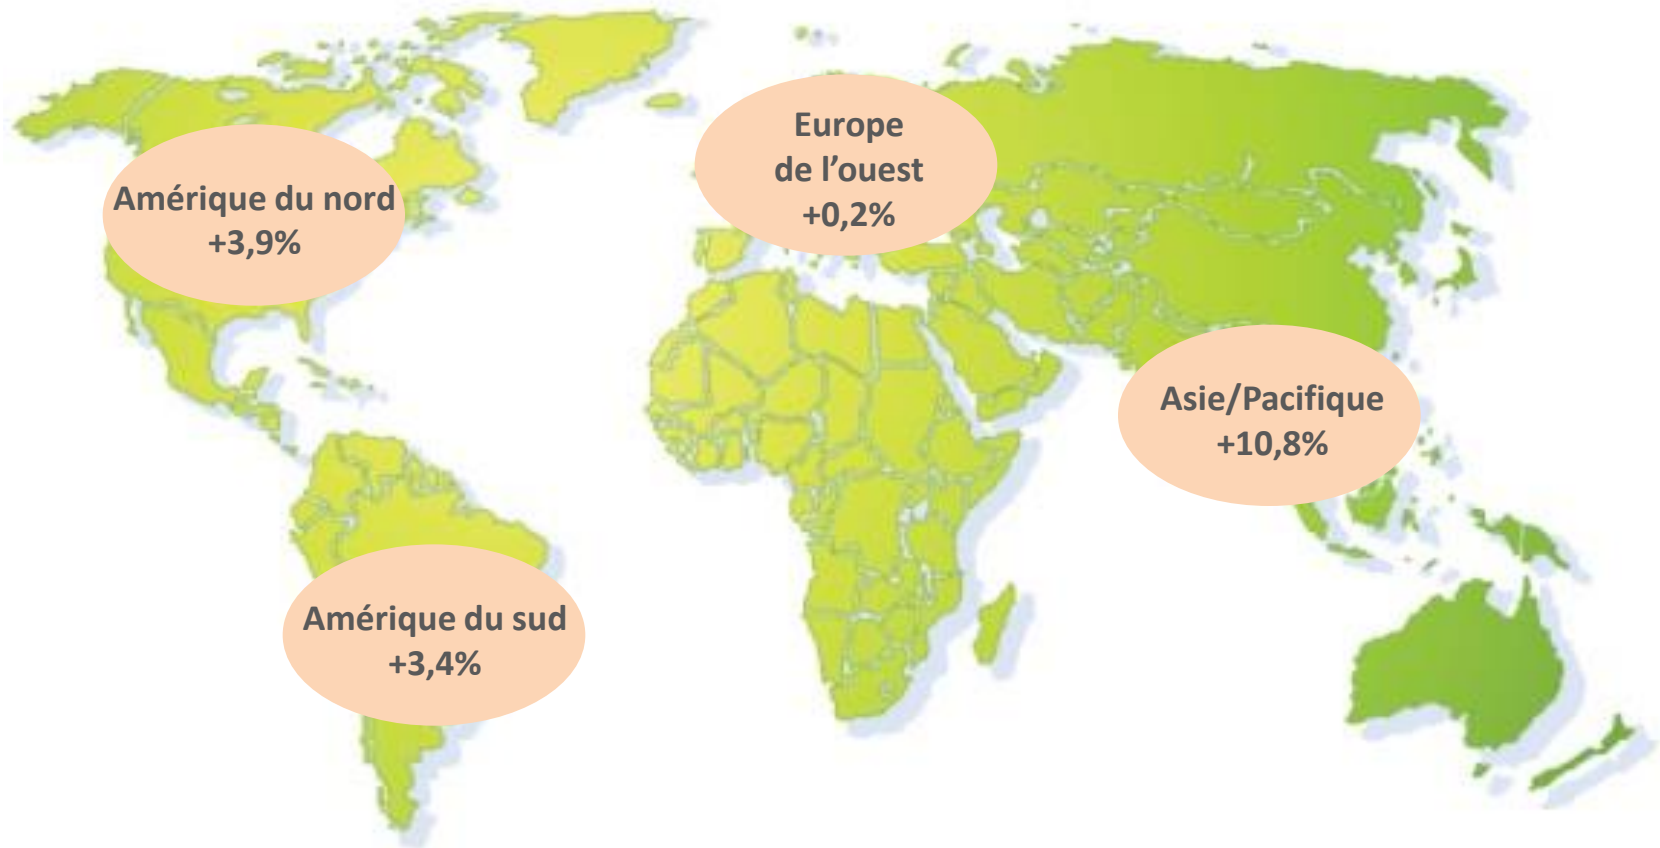 Europe
de l’ouest
+0,2%
Amérique du nord
+3,9%
Asie/Pacifique
+10,8%
Amérique du sud
+3,4%